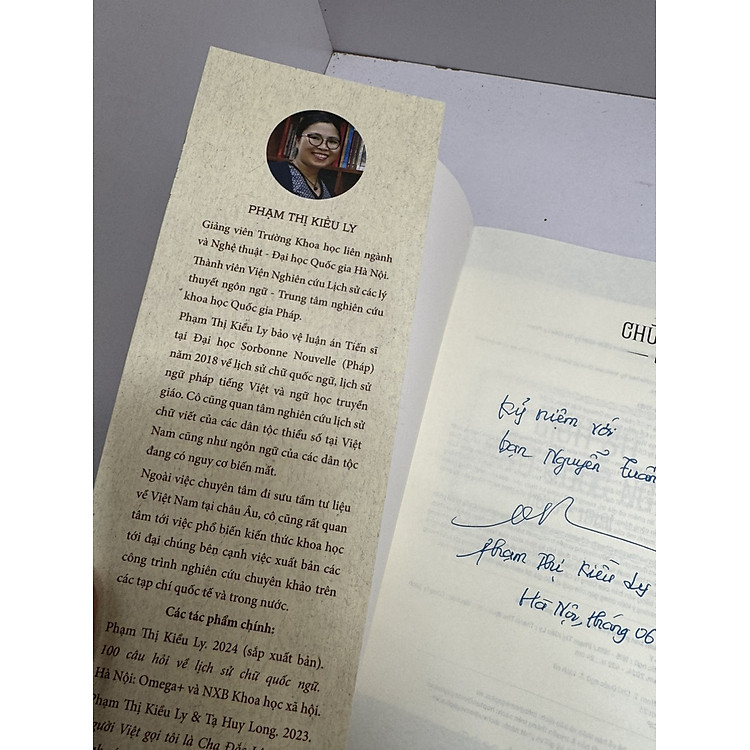 PHẠM THỊ KIỀU LY
Giảng viên Trường Khoa học liên ngành
và Nghệ thuật - Đại học Quốc gia Hà Nội.
Thành viên Viện Nghiên cứu Lịch sử các lý
thuyết ngôn ngữ - Trung tâm nghiên cứu
khoa học Quốc gia Pháp.
Phạm Thị Kiều Ly bảo vệ luận án Tiến sĩ
tại Đại học Sorbonne Nouvelle (Pháp)
năm 2018 về lịch sử chữ quốc ngữ, lịch sử
ngữ pháp tiếng Việt và ngữ học truyền
giáo. Cô cũng quan tâm nghiên cứu lịch sử
chữ viết của các dân tộc thiểu số tại Việt
Nam cũng như ngôn ngữ của các dân tộc
đang có nguy cơ biến mất.
Ngoài việc chuyên tâm đi sưu tầm tư liệu
về Việt Nam tại châu Âu, cô cũng rất quan
tâm tới việc phổ biến kiến thức khoa học
tới đại chúng bên cạnh việc xuất bản các
công trình nghiên cứu chuyên khảo trên
các tạp chí quốc tế và trong nước.
Các tác phẩm chính:
Phạm Thị Kiều Ly. 2024 (sắp xuất bản).
100 câu hỏi về lịch sử chữ quốc ngữ.
Hà Nội: Omega+ và NXB Khoa học xã hội.
Phạm Thị Kiều Ly & Tạ Huy Long. 2023.
Người Việt gọi tôi là Cha Đắc
CHỮ
Kỷ niệm với
bạn Nguyễn Tuân
Phạm Thị Kiều Ly
Hà Nội, tháng 06